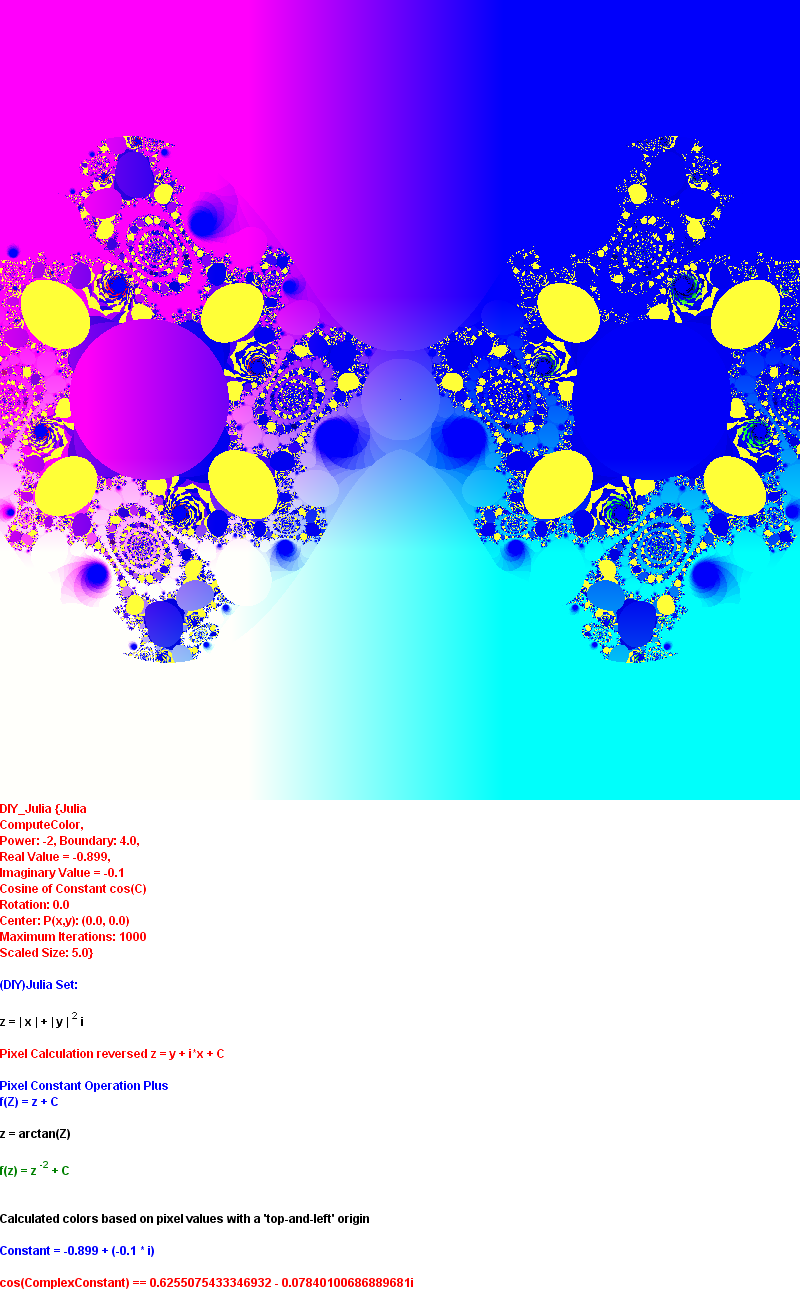 DIY_Julia {Julia
ComputeColor,
Power: -2, Boundary: 4.0,
Real Value = -0.899,
Imaginary Value = -0.1
Cosine of Constant cos(C)
Rotation: 0.0
Center: P(x,y): (0.0, 0.0)
Maximum Iterations: 1000
Scaled Size: 5.0}
(DIY)Julia Set:
z = | x | + | y | 2 i
Pixel Calculation reversed z = y + i*x + C
Pixel Constant Operation Plus
f(Z) = z + C
z = arctan(Z)
f(z) = z -2 + C
Calculated colors based on pixel values with a 'top-and-left' origin
Constant = -0.899 + (-0.1 * i)
cos(ComplexConstant) == 0.6255075433346932 - 0.07840100686889681i